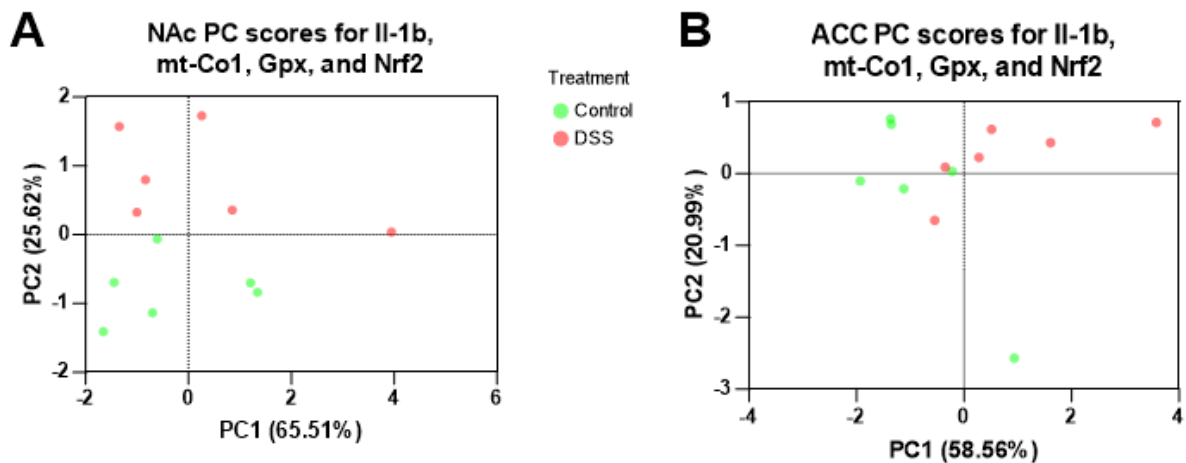 A
NAc PC scores for Il-1b,
mt-Co1, Gpx, and Nrf2
2
1
0
-1
-2
PC2 (25.62%)
-2
0
2
4
6
PC1 (65.51%)
Treatment
Control
DSS
B
ACC PC scores for Il-1b,
mt-Co1, Gpx, and Nrf2
1
0
-1
-2
-3
PC2 (20.99% )
-4
-2
0
2
4
PC1 (58.56%)